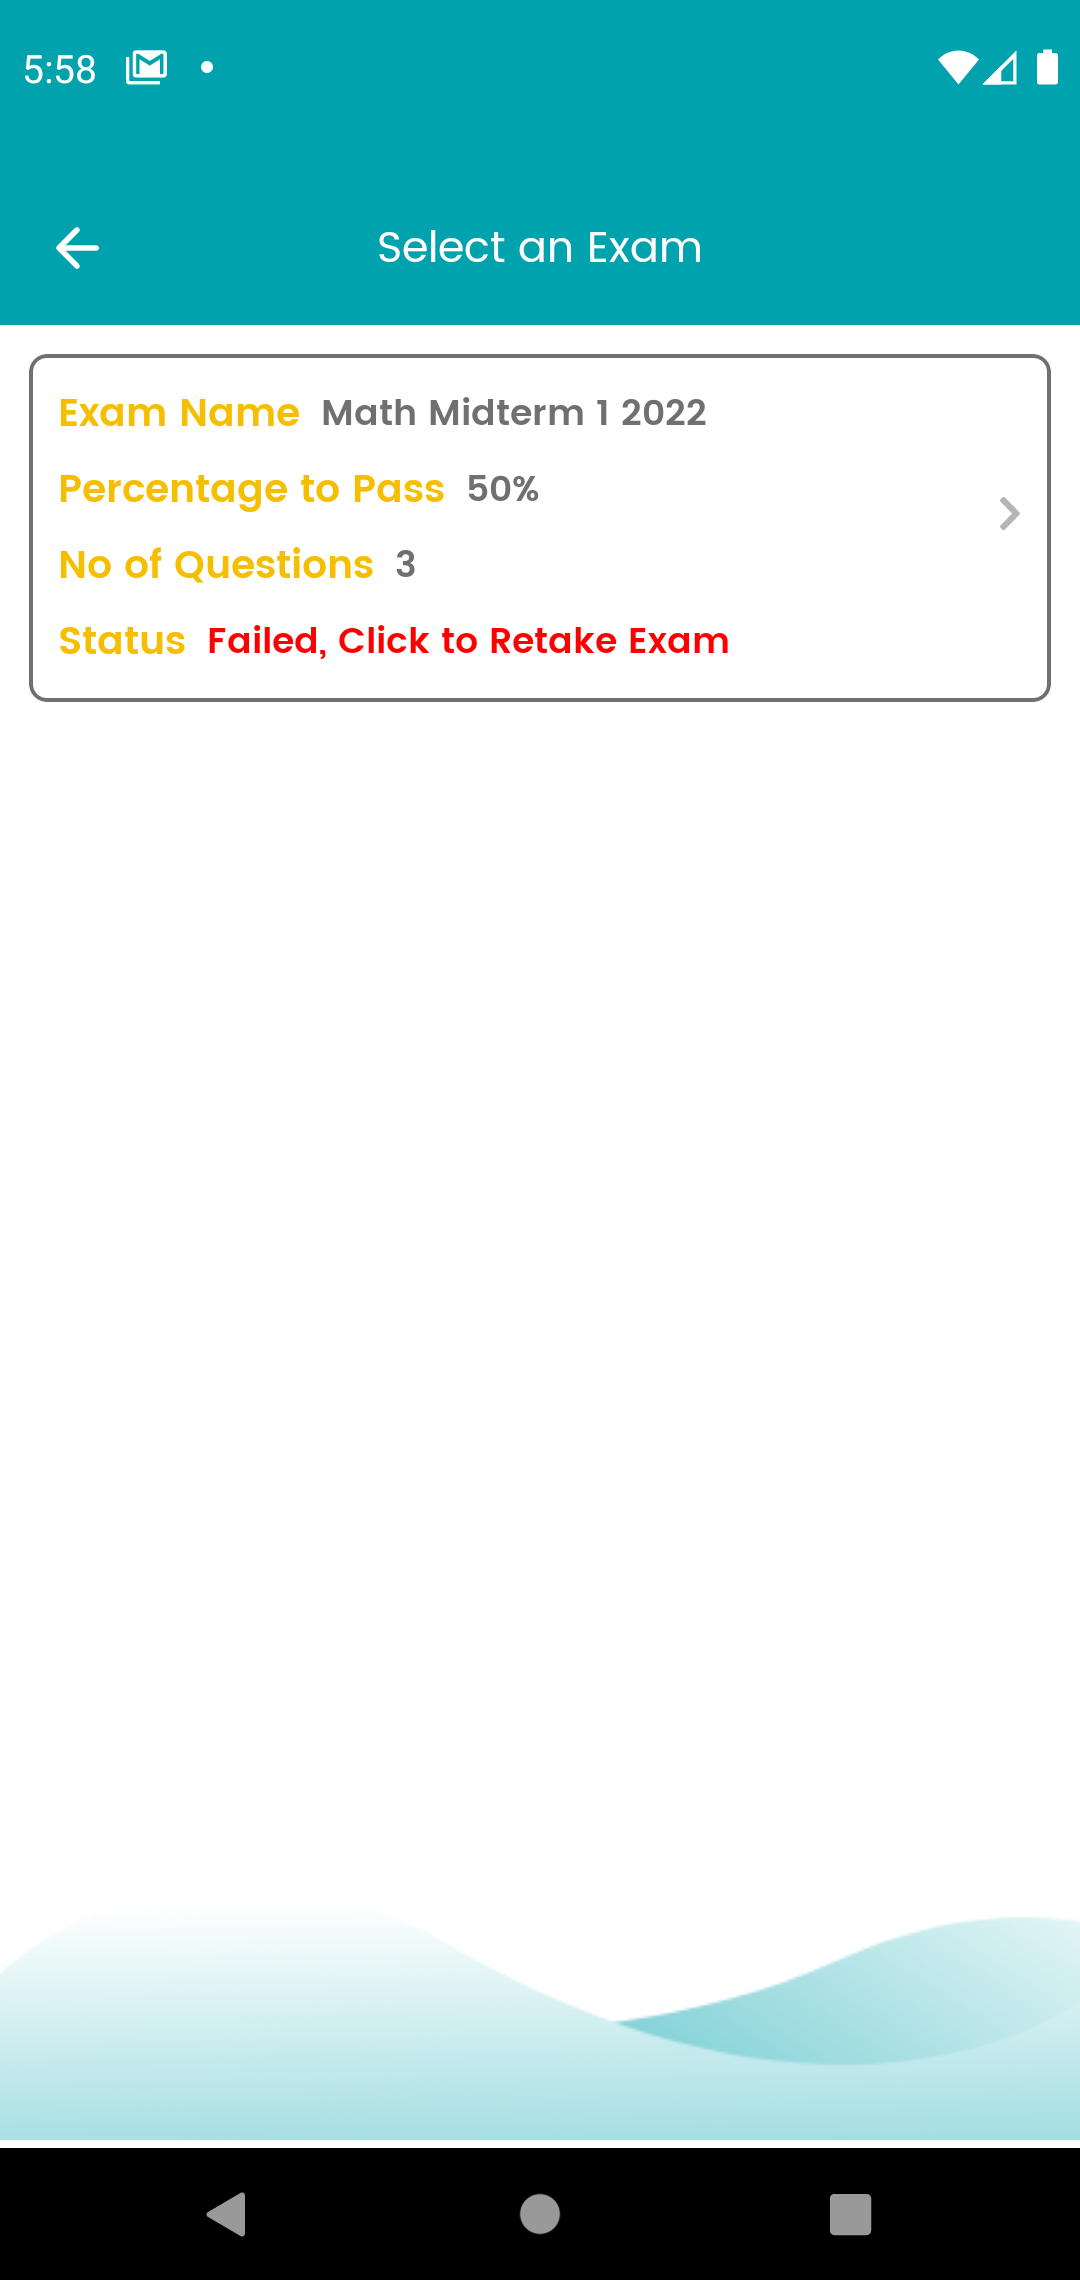 5:58
Select an Exam
Exam Name Math Midterm 1 2022
Percentage to Pass 50%
No of Questions 3
Status Failed, Click to Retake Exam